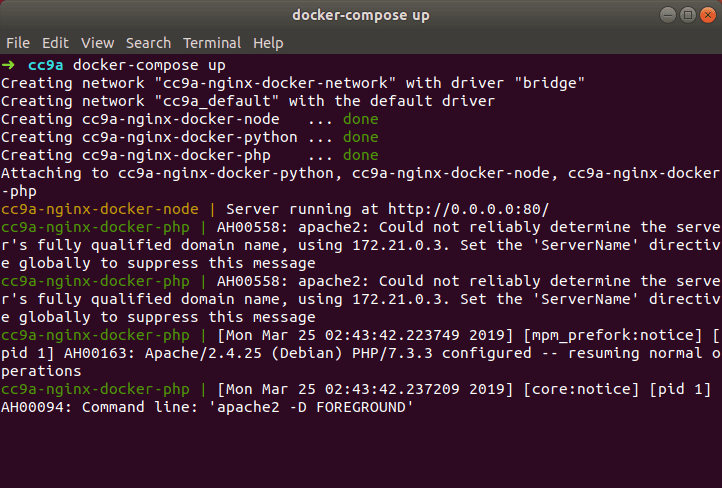 docker-compose up
File Edit View Search Terminal Help
➜ cc9a docker-compose up
Creating network "cc9a-nginx-docker-network" with driver "bridge"
Creating network "cc9a_default" with the default driver
Creating cc9a-nginx-docker-node   ... done
Creating cc9a-nginx-docker-python ... done
Creating cc9a-nginx-docker-php    ... done
Attaching to cc9a-nginx-docker-python, cc9a-nginx-docker-node, cc9a-nginx-docker
-php
cc9a-nginx-docker-node | Server running at http://0.0.0.0:80/
cc9a-nginx-docker-php | AH00558: apache2: Could not reliably determine the serve
r's fully qualified domain name, using 172.21.0.3. Set the 'ServerName' directiv
e globally to suppress this message
cc9a-nginx-docker-php | AH00558: apache2: Could not reliably determine the serve
r's fully qualified domain name, using 172.21.0.3. Set the 'ServerName' directiv
e globally to suppress this message
cc9a-nginx-docker-php | [Mon Mar 25 02:43:42.223749 2019] [mpm_prefork:notice] [
pid 1] AH00163: Apache/2.4.25 (Debian) PHP/7.3.3 configured -- resuming normal o
perations
cc9a-nginx-docker-php | [Mon Mar 25 02:43:42.237209 2019] [core:notice] [pid 1]
AH00094: Command line: 'apache2 -D FOREGROUND'